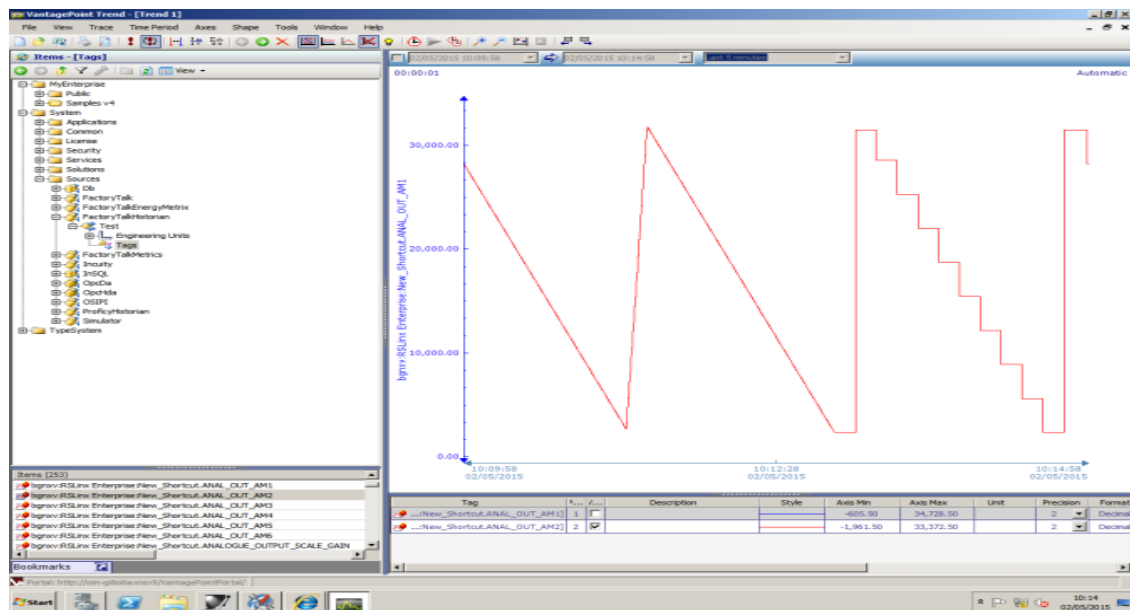 VantagePoint Trend - [Trend 1]
File View Trace Time Period Axes Shape Tools Window Help
Items - [Tags]
02/05/2015 10:09:58
02/05/2015 10:14:58
Last 5 minutes
View
00:00:01
Automatic
MyEnterprise
Public
Samples v4
System
Applications
Common
License
Security
Services
Solutions
Sources
Db
FactoryTalk
FactoryTalkEnergyMetrix
FactoryTalkHistorian
Test
Engineering Units
Tags
FactoryTalkMetrics
Incuity
InSQL
OpcDa
OpcHda
OSIPI
ProficyHistorian
Simulator
TypeSystem
bgnxv:RSLinx Enterprise:New_Shortcut.ANAL_OUT_AM1
30,000.00
20,000.00
10,000.00
0.00
10:09:58
02/05/2015
10:12:28
02/05/2015
10:14:58
02/05/2015
Items (253)
bgnxv:RSLinx Enterprise:New_Shortcut.ANAL_OUT_AM1
bgnxv:RSLinx Enterprise:New_Shortcut.ANAL_OUT_AM2
bgnxv:RSLinx Enterprise:New_Shortcut.ANAL_OUT_AM3
bgnxv:RSLinx Enterprise:New_Shortcut.ANAL_OUT_AM4
bgnxv:RSLinx Enterprise:New_Shortcut.ANAL_OUT_AM5
bgnxv:RSLinx Enterprise:New_Shortcut.ANAL_OUT_AM6
bgnxv:RSLinx Enterprise:New_Shortcut.ANALOGUE_OUTPUT_SCALE_GAIN
Bookmarks
Tag Description Style Axis Min Axis Max Unit Precision Format
...:New_Shortcut.ANAL_OUT_AM1] 1 -605.50 34,728.50 2 Decimal
...:New_Shortcut.ANAL_OUT_AM2] 2 -1,961.50 33,372.50 2 Decimal
Start
10:14
02/05/2015